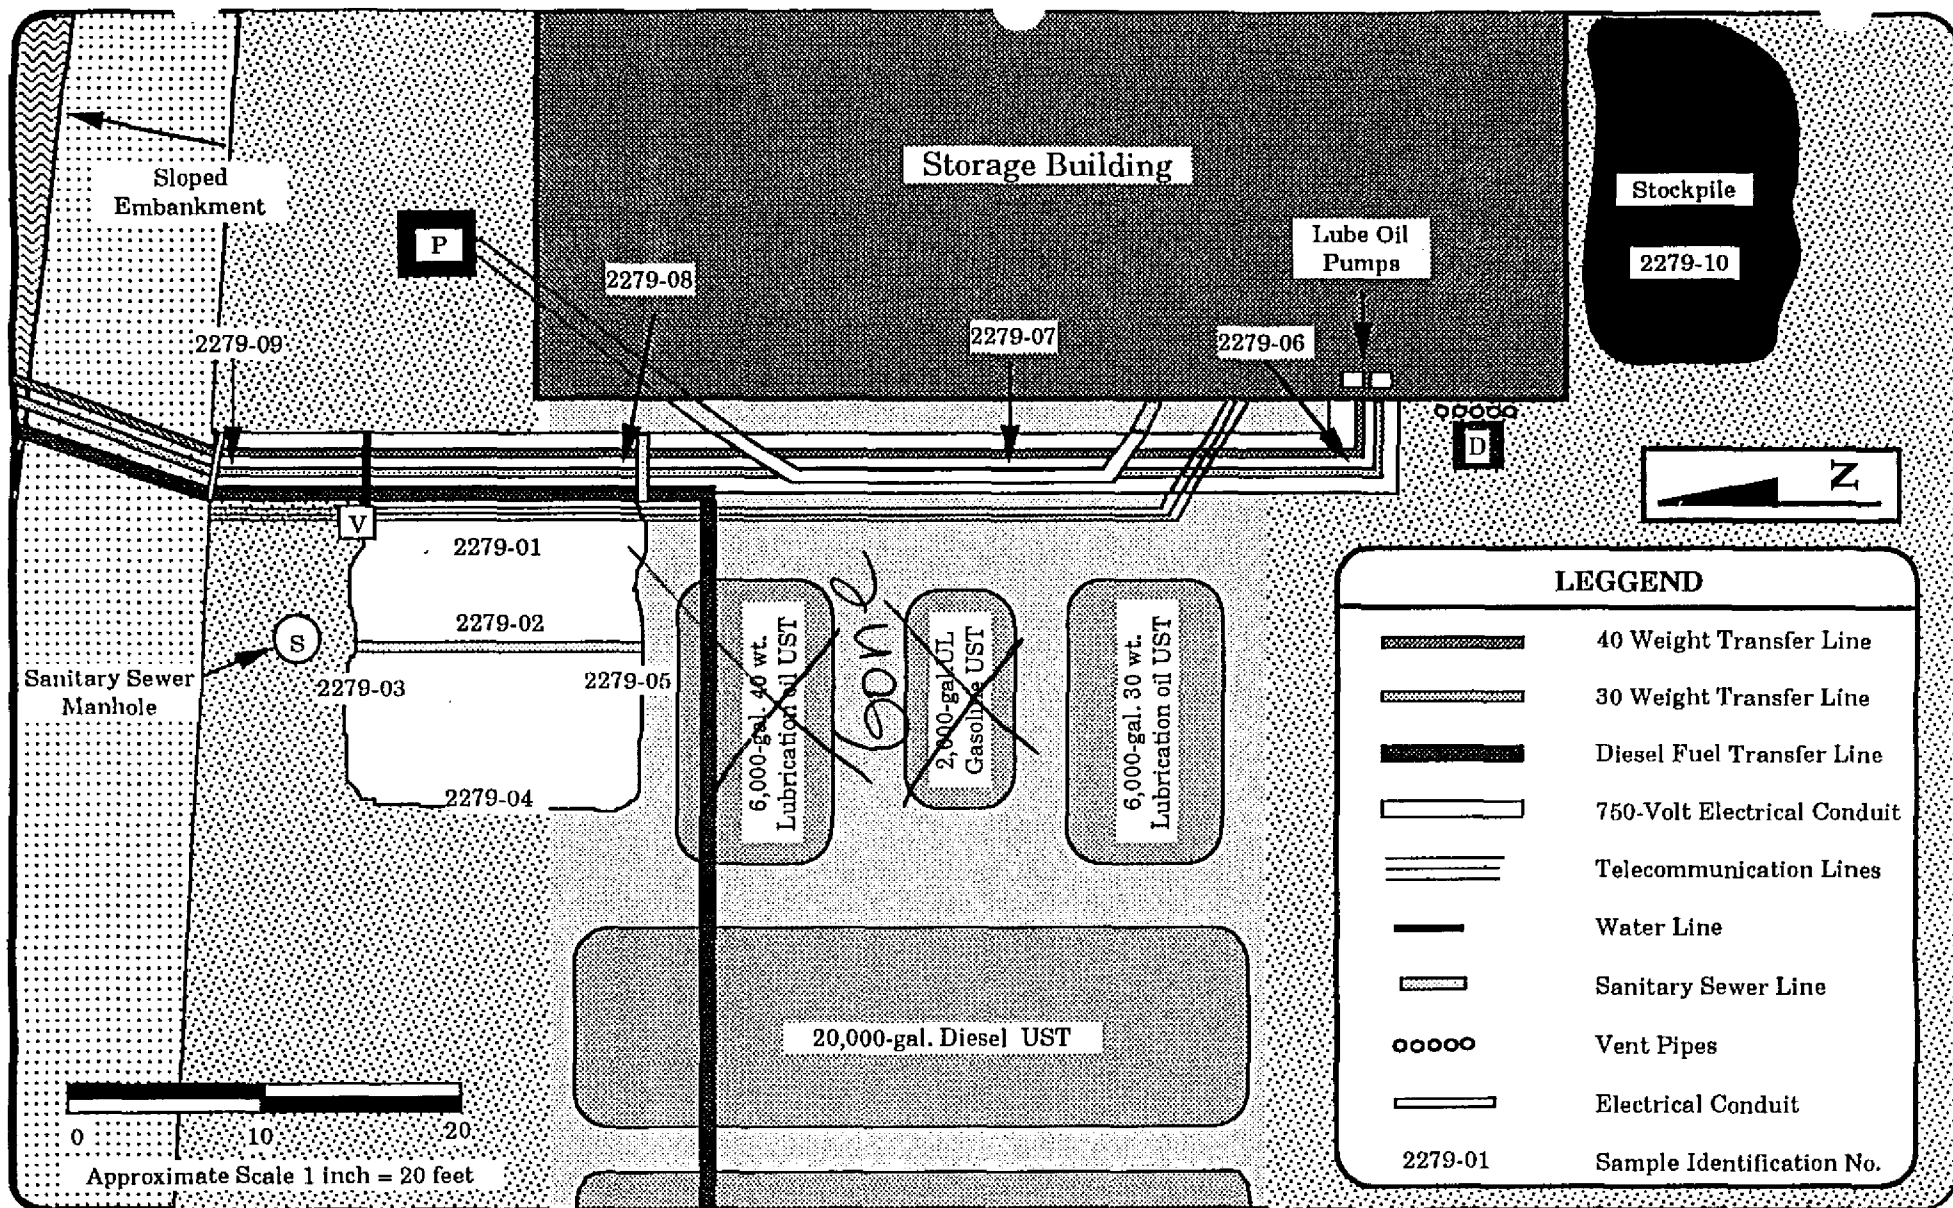 Storage Building
Sloped
Embankment
P
Stockpile
2279-10
Lube Oil
Pumps
2279-08
2279-09
2279-07
2279-06
D
N
V
2279-01
2279-02
S
Sanitary Sewer
Manhole
2279-03
2279-05
2279-04
6,000-gal. 40 wt.
Lubrication oil UST
Gone
2,000-gal UL
Gasoline UST
6,000-gal. 30 wt.
Lubrication oil UST
20,000-gal. Diesel UST
0 10 20
Approximate Scale 1 inch = 20 feet
LEGGEND
40 Weight Transfer Line
30 Weight Transfer Line
Diesel Fuel Transfer Line
750-Volt Electrical Conduit
Telecommunication Lines
Water Line
Sanitary Sewer Line
Vent Pipes
Electrical Conduit
2279-01 Sample Identification No.